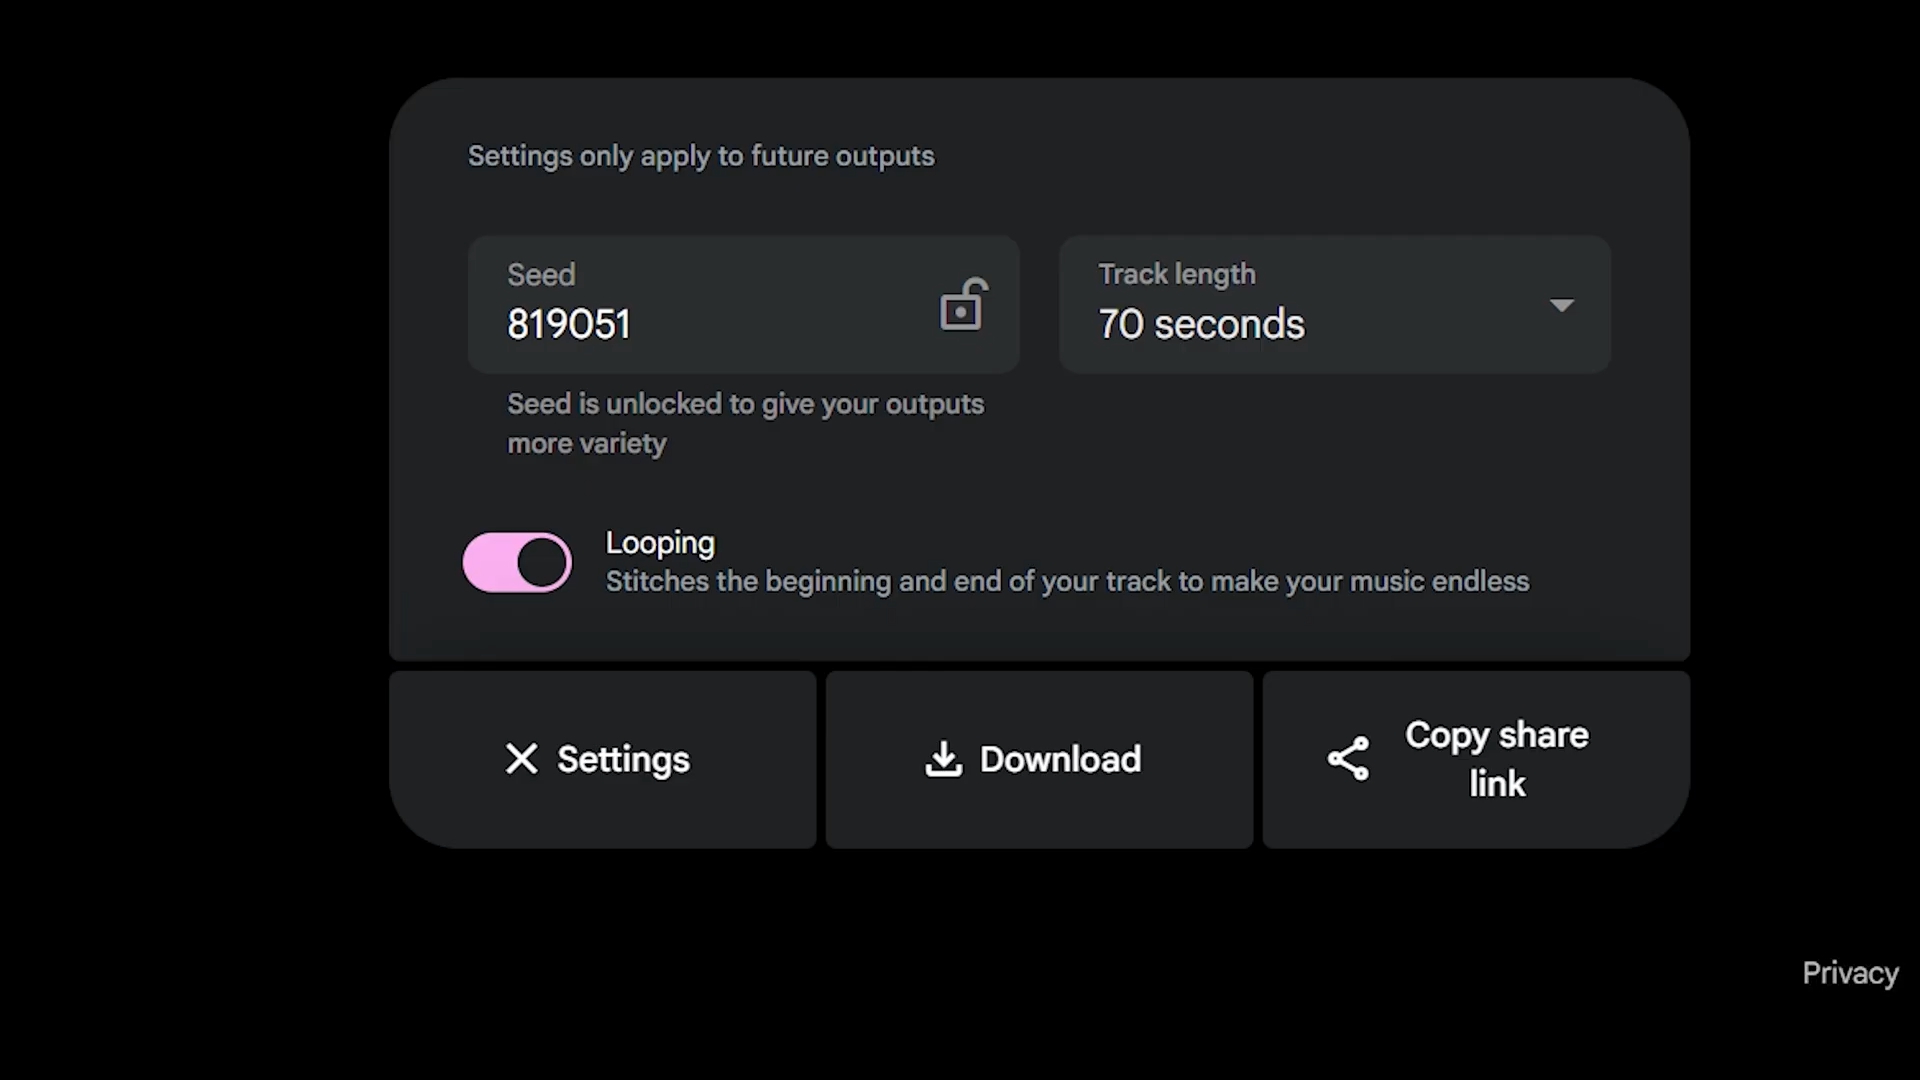 Settings only apply to future outputs
Seed
819051
Track length
70 seconds
Seed is unlocked to give your outputs
more variety
Looping
Stitches the beginning and end of your track to make your music endless
Settings
Download
Copy share
link
Privacy